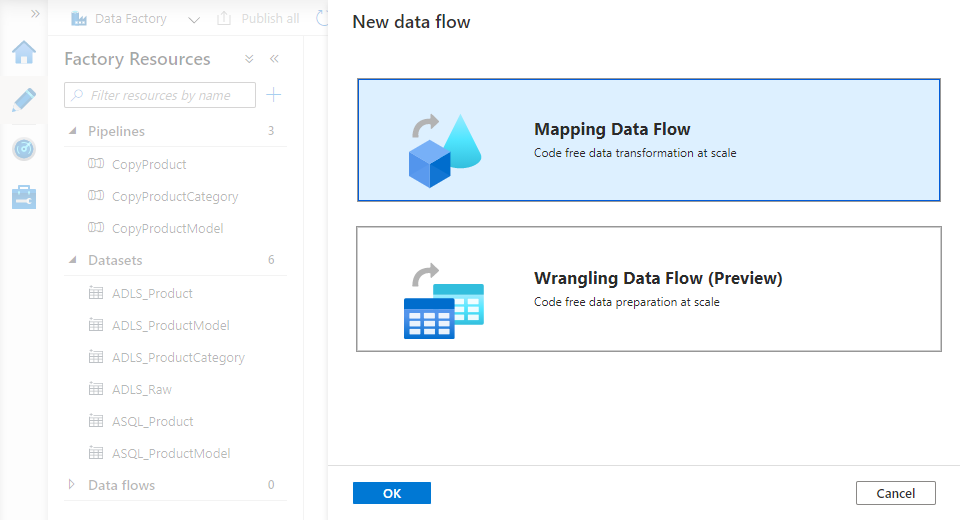 »
Data Factory
Publish all
Factory Resources
«
Filter resources by name
Pipelines 3
CopyProduct
CopyProductCategory
CopyProductModel
Datasets 6
ADLS_Product
ADLS_ProductModel
ADLS_ProductCategory
ADLS_Raw
ASQL_Product
ASQL_ProductModel
Data flows 0
New data flow
Mapping Data Flow
Code free data transformation at scale
Wrangling Data Flow (Preview)
Code free data preparation at scale
OK
Cancel